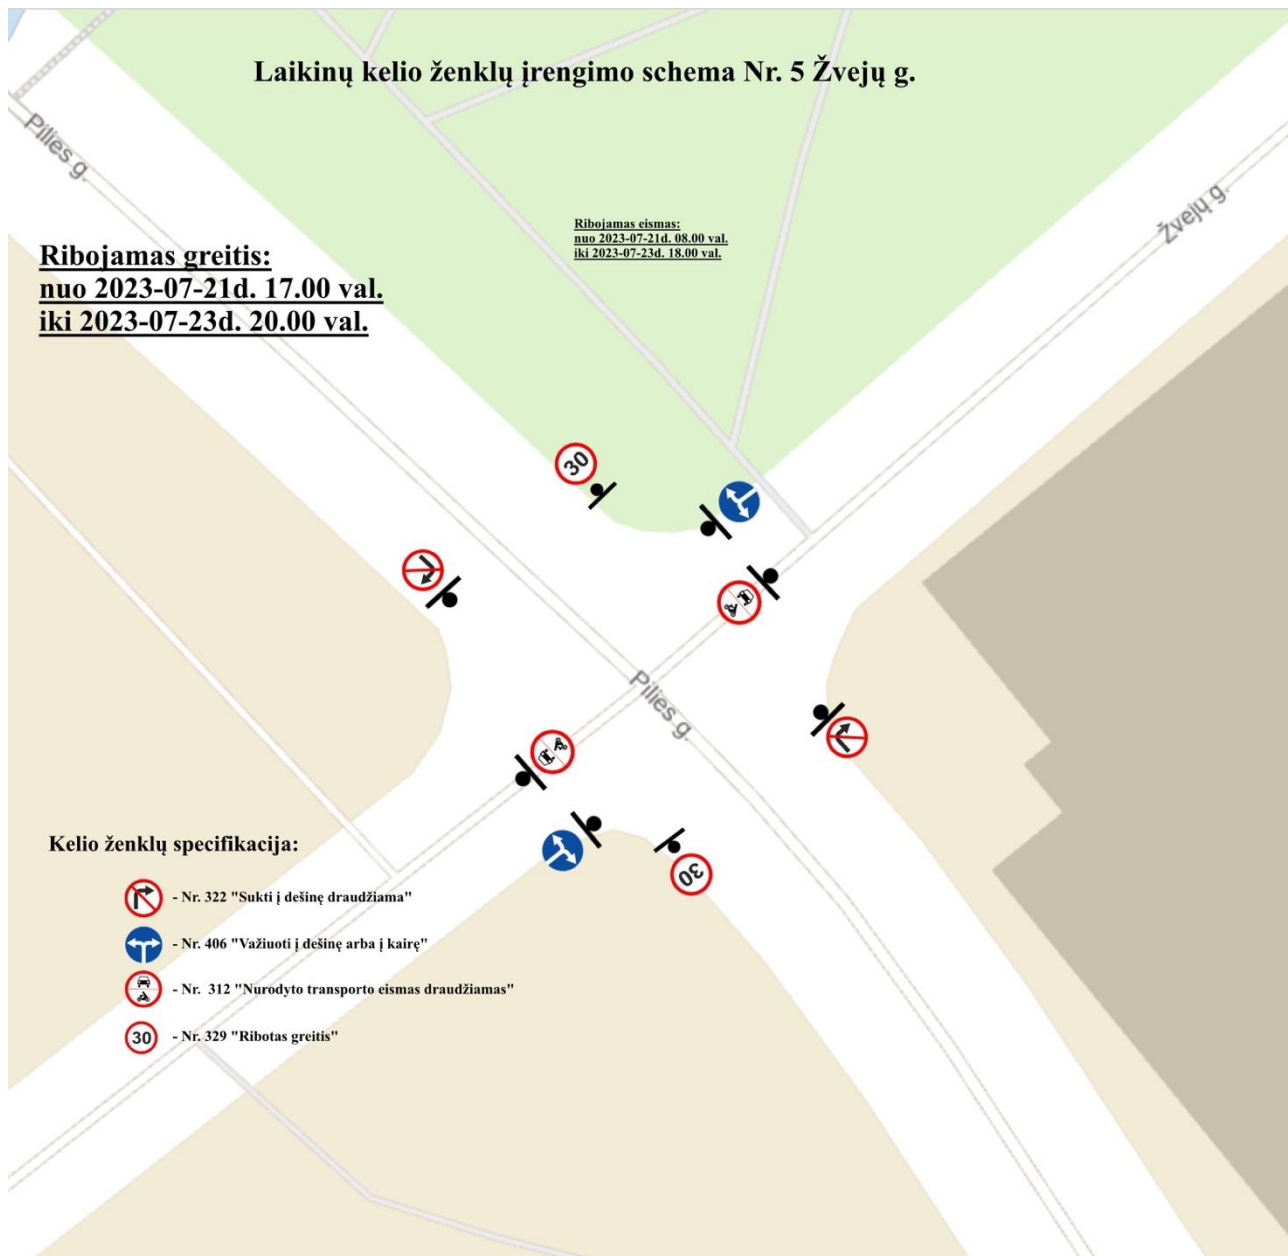 Laikinų kelio ženklų įrengimo schema Nr. 5 Žvejų g.
Pilies g.
Žvejų g.
Ribojamas eismas:
nuo 2023-07-21d. 08.00 val.
iki 2023-07-23d. 18.00 val.
Ribojamas greitis:
nuo 2023-07-21d. 17.00 val.
iki 2023-07-23d. 20.00 val.
30
Pilies g.
30
Kelio ženklų specifikacija:
- Nr. 322 "Sukti į dešinę draudžiama"
- Nr. 406 "Važiuoti į dešinę arba į kairę"
- Nr. 312 "Nurodyto transporto eismas draudžiamas"
30 - Nr. 329 "Ribotas greitis"